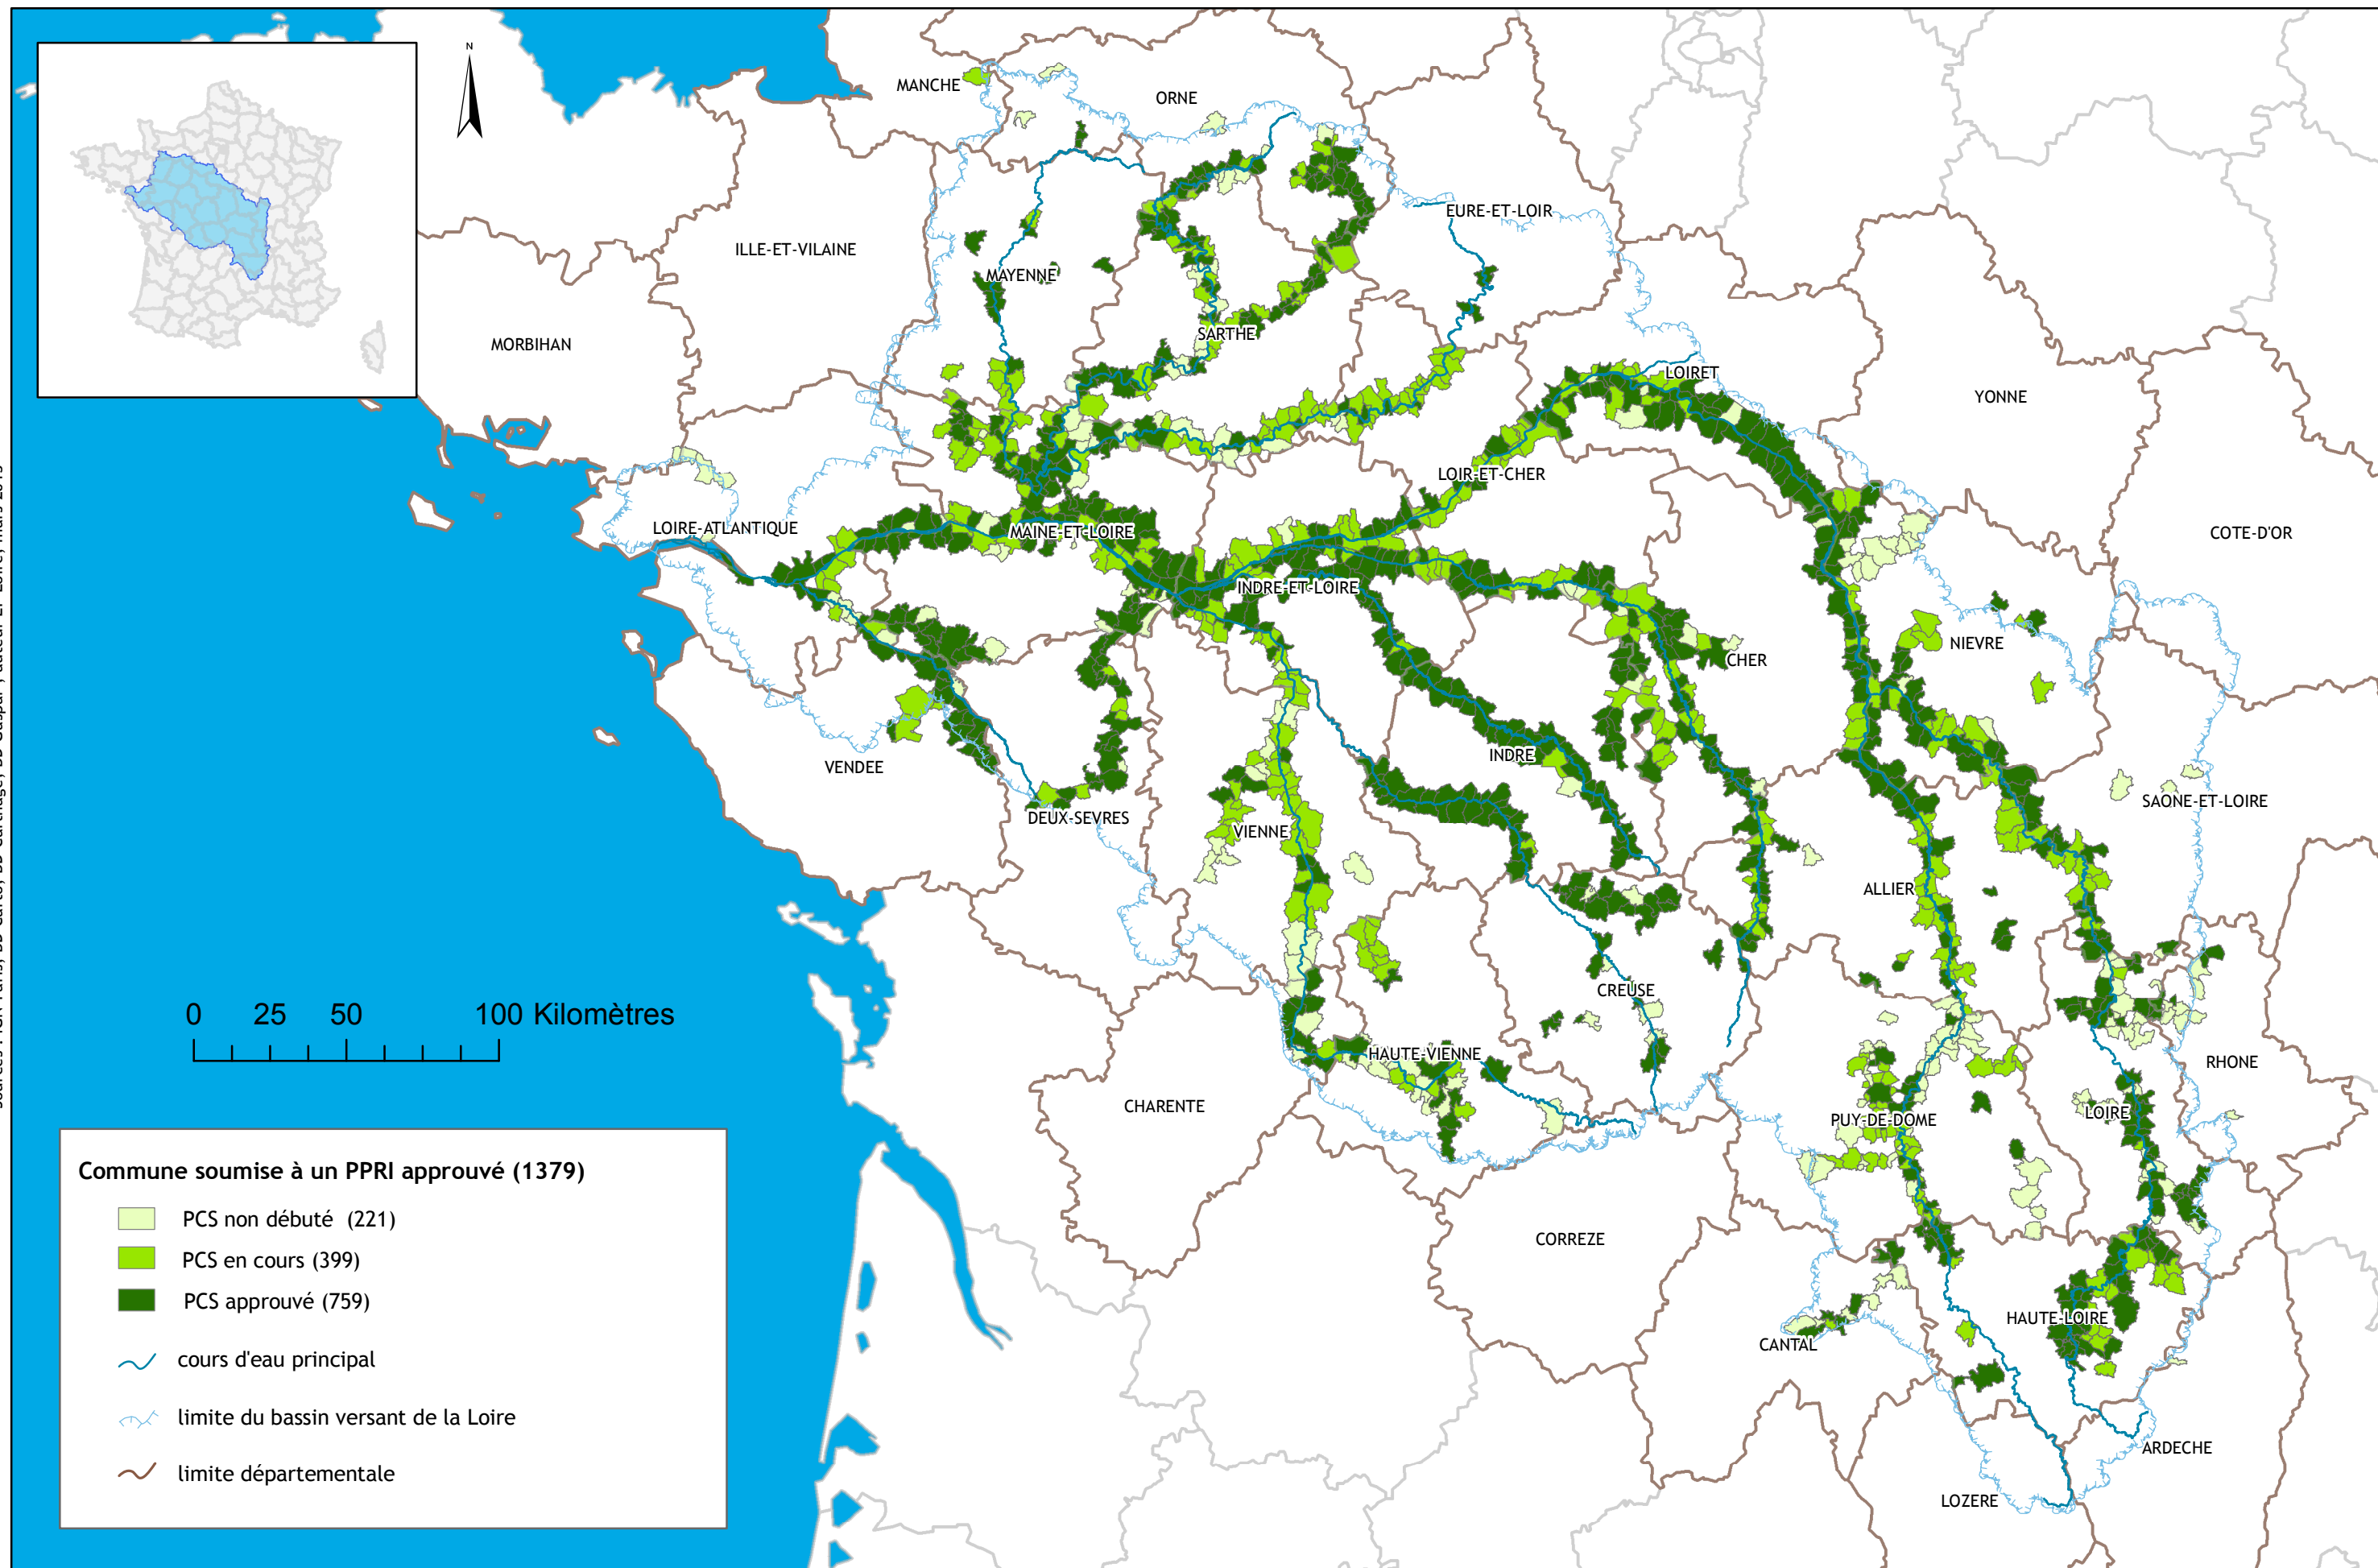 N
MANCHE
ORNE
EURE-ET-LOIR
ILLE-ET-VILAINE
MAYENNE
SARTHE
MORBIHAN
LOIRET
YONNE
LOIR-ET-CHER
LOIRE-ATLANTIQUE
MAINE-ET-LOIRE
COTE-D'OR
INDRE-ET-LOIRE
NIEVRE
CHER
INDRE
VENDEE
SAONE-ET-LOIRE
DEUX-SEVRES
VIENNE
ALLIER
CREUSE
0 25 50 100 Kilomètres
HAUTE-VIENNE
RHONE
CHARENTE
LOIRE
PUY-DE-DOME
CORREZE
HAUTE-LOIRE
CANTAL
ARDECHE
LOZERE
Commune soumise à un PPRI approuvé (1379)
PCS non débuté (221)
PCS en cours (399)
PCS approuvé (759)
cours d'eau principal
limite du bassin versant de la Loire
limite départementale